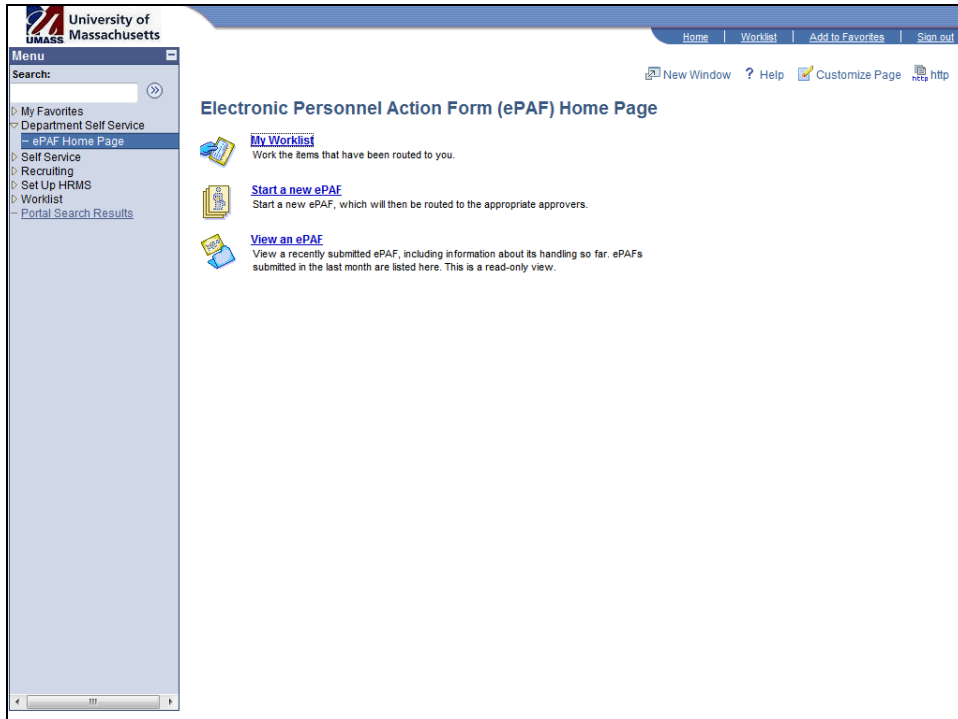 University of
UMASS Massachusetts
Home | Worklist | Add to Favorites | Sign out
Menu
Search:
New Window ? Help Customize Page http
My Favorites
Department Self Service
– ePAF Home Page
Self Service
Recruiting
Set Up HRMS
Worklist
– Portal Search Results
Electronic Personnel Action Form (ePAF) Home Page
My Worklist
Work the items that have been routed to you.
Start a new ePAF
Start a new ePAF, which will then be routed to the appropriate approvers.
View an ePAF
View a recently submitted ePAF, including information about its handling so far. ePAFs
submitted in the last month are listed here. This is a read-only view.